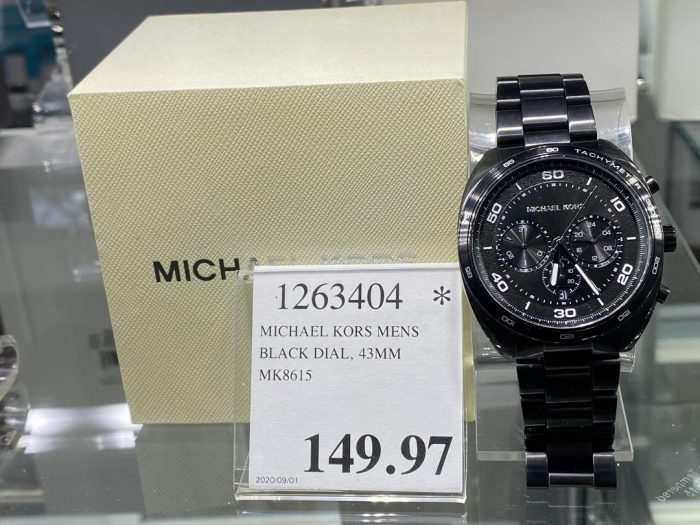 MICHAEL KORS
1263404 *
MICHAEL KORS MENS
BLACK DIAL, 43MM
MK8615
149.97
2020/09/01
TACHYMETER
MICHAEL KORS
60
10
20
30
40
50
31